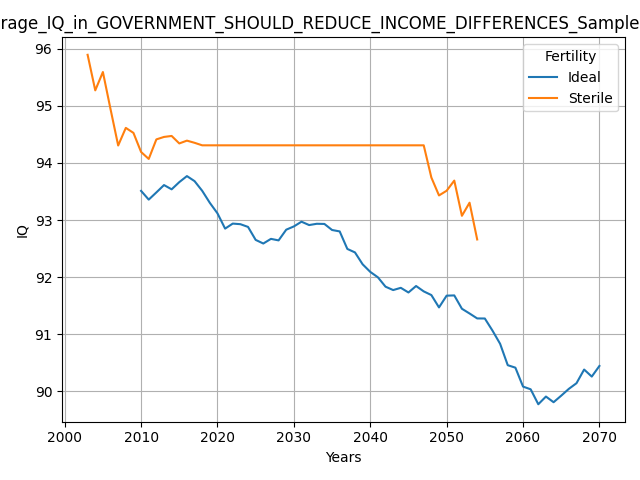 rage_IQ_in_GOVERNMENT_SHOULD_REDUCE_INCOME_DIFFERENCES_Sample
96
95
94
93
92
91
90
IQ
Fertility
Ideal
Sterile
2000 2010 2020 2030 2040 2050 2060 2070
Years